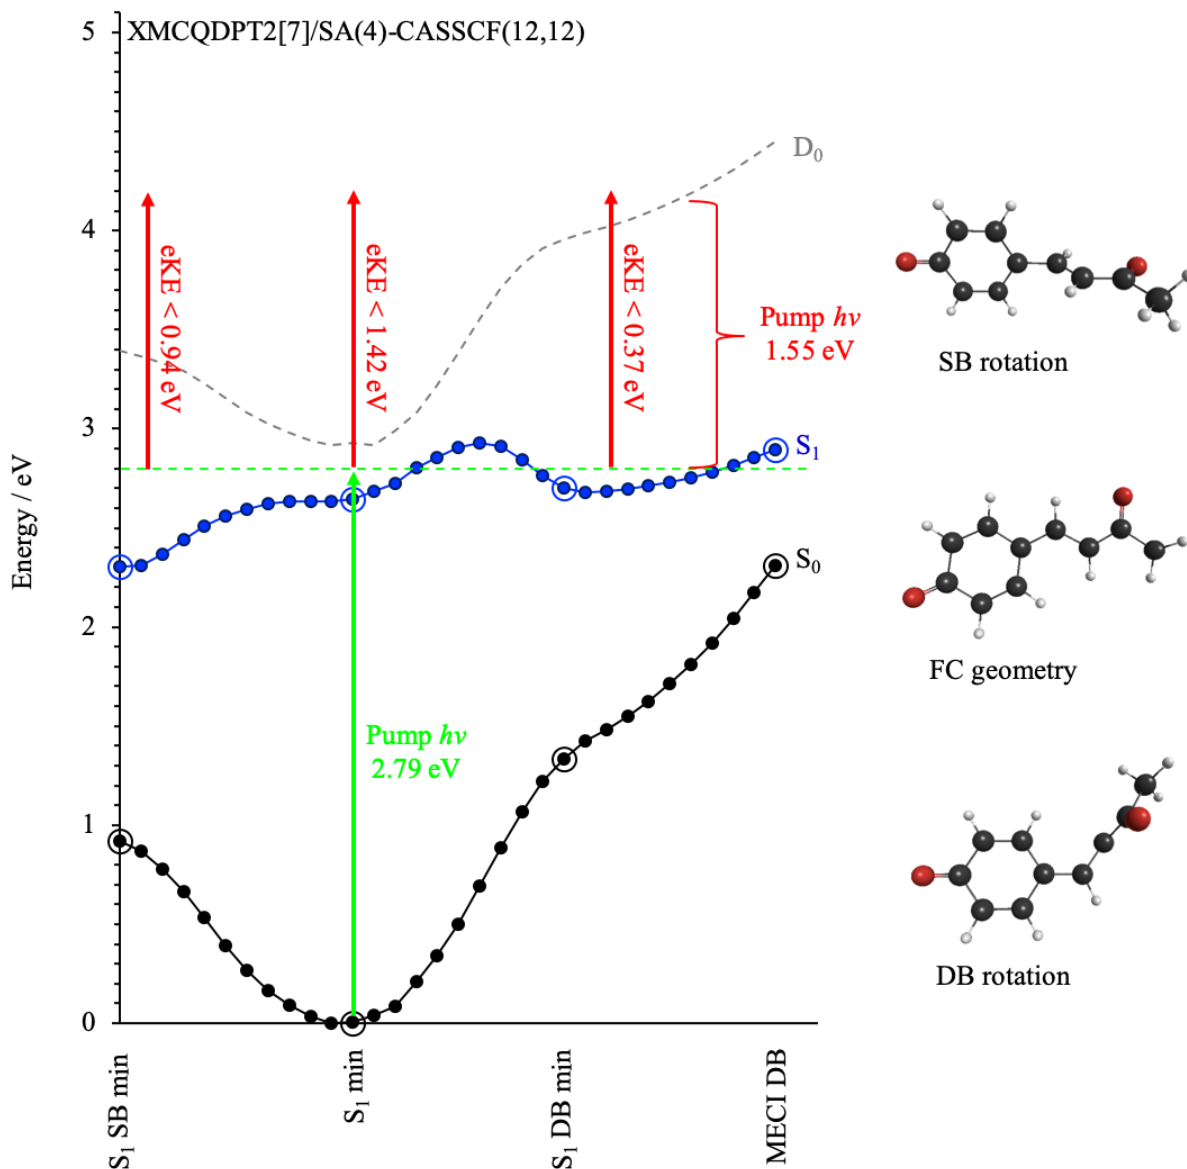 XMCQDPT2[7]/SA(4)-CASSCF(12,12)
5
4
3
2
1
0
Energy / eV
D₀
S₁
S₀
eKE < 0.94 eV
eKE < 1.42 eV
eKE < 0.37 eV
Pump hν
1.55 eV
Pump hν
2.79 eV
S₁ SB min
S₁ min
S₁ DB min
MECI DB
SB rotation
FC geometry
DB rotation